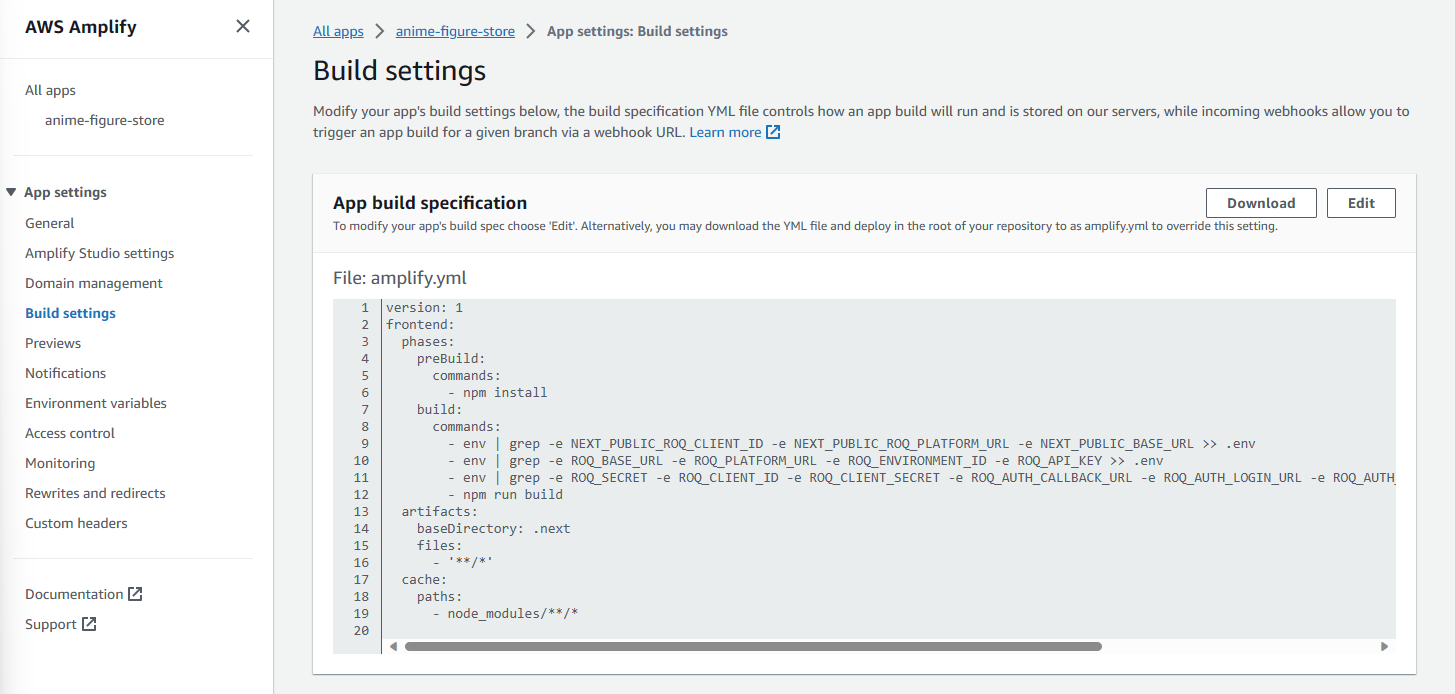 AWS Amplify
All apps
anime-figure-store
App settings
General
Amplify Studio settings
Domain management
Build settings
Previews
Notifications
Environment variables
Access control
Monitoring
Rewrites and redirects
Custom headers
Documentation
Support
All apps > anime-figure-store > App settings: Build settings
Build settings
Modify your app's build settings below, the build specification YML file controls how an app build will run and is stored on our servers, while incoming webhooks allow you to
trigger an app build for a given branch via a webhook URL. Learn more
App build specification
Download
Edit
To modify your app's build spec choose 'Edit'. Alternatively, you may download the YML file and deploy in the root of your repository to as amplify.yml to override this setting.
File: amplify.yml
1 version: 1
2 frontend:
3   phases:
4     preBuild:
5       commands:
6         - npm install
7     build:
8       commands:
9         - env | grep -e NEXT_PUBLIC_ROQ_CLIENT_ID -e NEXT_PUBLIC_ROQ_PLATFORM_URL -e NEXT_PUBLIC_BASE_URL >> .env
10         - env | grep -e ROQ_BASE_URL -e ROQ_PLATFORM_URL -e ROQ_ENVIRONMENT_ID -e ROQ_API_KEY >> .env
11         - env | grep -e ROQ_SECRET -e ROQ_CLIENT_ID -e ROQ_CLIENT_SECRET -e ROQ_AUTH_CALLBACK_URL -e ROQ_AUTH_LOGIN_URL -e ROQ_AUTH_
12         - npm run build
13   artifacts:
14     baseDirectory: .next
15     files:
16       - '**/*'
17   cache:
18     paths:
19       - node_modules/**/*
20